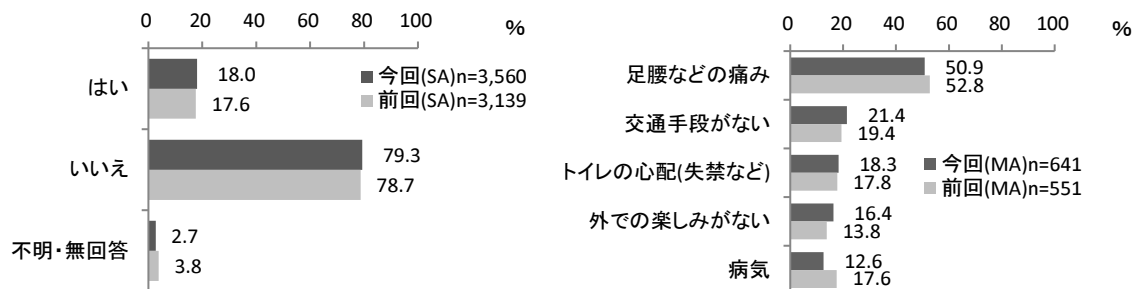 0 20 40 60 80 100 %
はい 18.0 17.6
いいえ 79.3 78.7
不明・無回答 2.7 3.8
■今回(SA)n=3,560
■前回(SA)n=3,139
0 20 40 60 80 100 %
足腰などの痛み 50.9 52.8
交通手段がない 21.4 19.4
トイレの心配(失禁など) 18.3 17.8
外での楽しみがない 16.4 13.8
病気 12.6 17.6
■今回(MA)n=641
■前回(MA)n=551